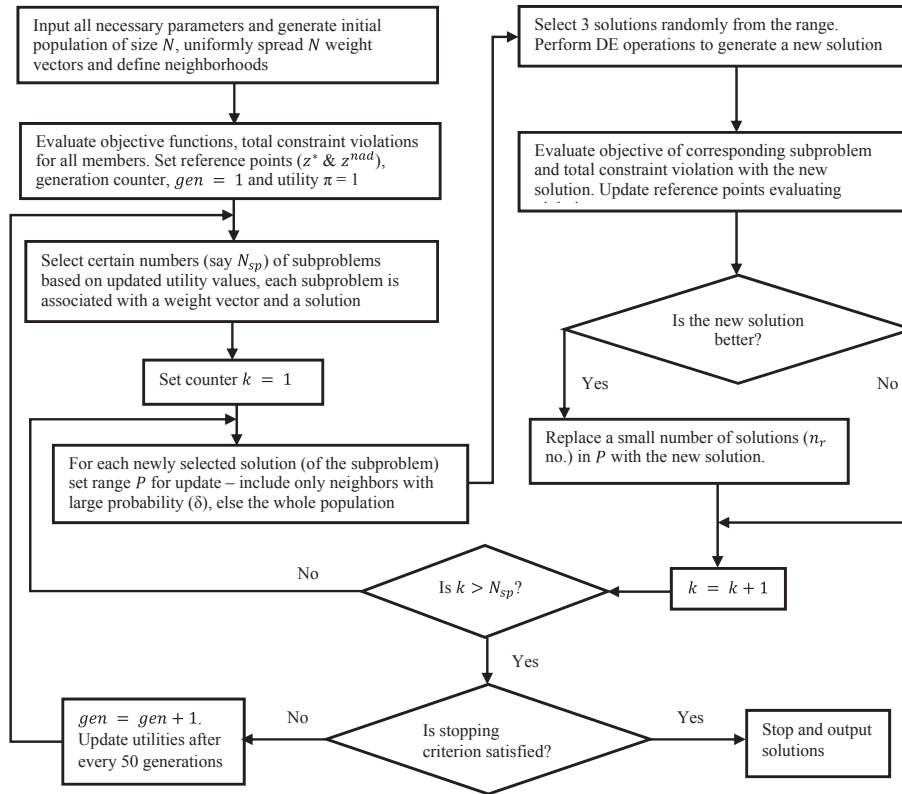 Input all necessary parameters and generate initial
population of size N, uniformly spread N weight
vectors and define neighborhoods
Evaluate objective functions, total constraint violations
for all members. Set reference points (z* & z^nad),
generation counter, gen = 1 and utility π = 1
Select certain numbers (say N_sp) of subproblems
based on updated utility values, each subproblem is
associated with a weight vector and a solution
Set counter k = 1
For each newly selected solution (of the subproblem)
set range P for update – include only neighbors with
large probability (δ), else the whole population
Select 3 solutions randomly from the range.
Perform DE operations to generate a new solution
Evaluate objective of corresponding subproblem
and total constraint violation with the new
solution. Update reference points evaluating
Is the new solution
better?
Yes
No
Replace a small number of solutions (n_r
no.) in P with the new solution.
k = k + 1
Is k > N_sp?
No
Yes
Is stopping
criterion satisfied?
No
Yes
gen = gen + 1.
Update utilities after
every 50 generations
Stop and output
solutions